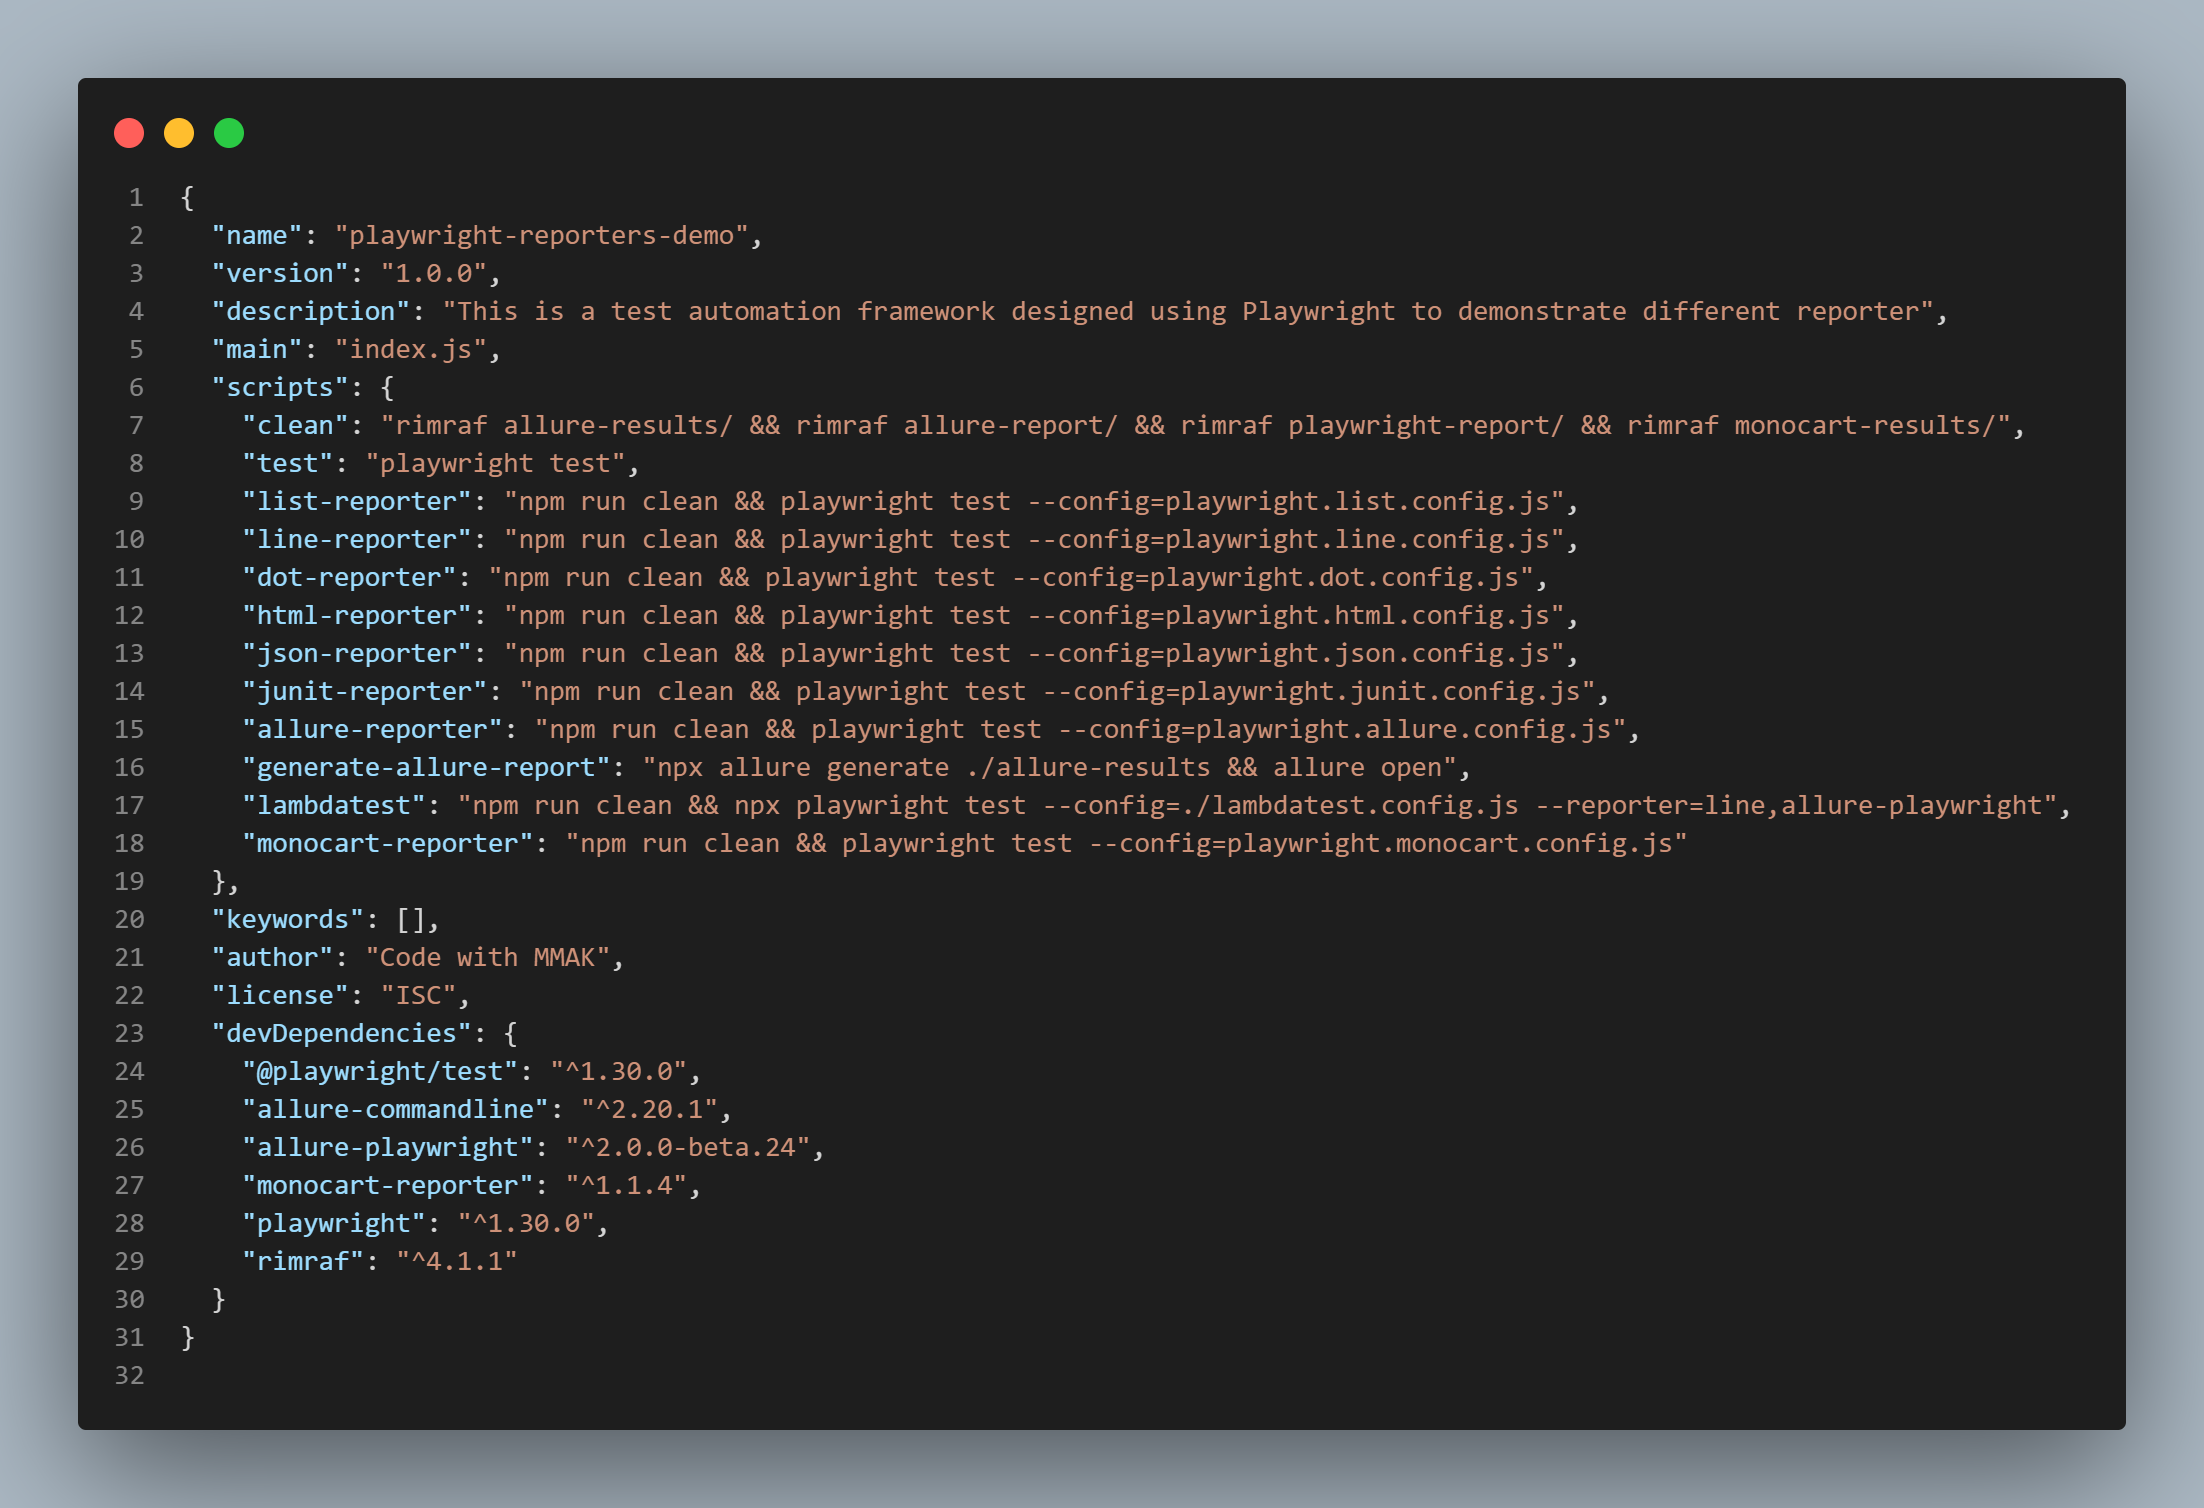 1 {
2   "name": "playwright-reporters-demo",
3   "version": "1.0.0",
4   "description": "This is a test automation framework designed using Playwright to demonstrate different reporter",
5   "main": "index.js",
6   "scripts": {
7     "clean": "rimraf allure-results/ && rimraf allure-report/ && rimraf playwright-report/ && rimraf monocart-results/",
8     "test": "playwright test",
9     "list-reporter": "npm run clean && playwright test --config=playwright.list.config.js",
10     "line-reporter": "npm run clean && playwright test --config=playwright.line.config.js",
11     "dot-reporter": "npm run clean && playwright test --config=playwright.dot.config.js",
12     "html-reporter": "npm run clean && playwright test --config=playwright.html.config.js",
13     "json-reporter": "npm run clean && playwright test --config=playwright.json.config.js",
14     "junit-reporter": "npm run clean && playwright test --config=playwright.junit.config.js",
15     "allure-reporter": "npm run clean && playwright test --config=playwright.allure.config.js",
16     "generate-allure-report": "npx allure generate ./allure-results && allure open",
17     "lambdatest": "npm run clean && npx playwright test --config=./lambdatest.config.js --reporter=line,allure-playwright",
18     "monocart-reporter": "npm run clean && playwright test --config=playwright.monocart.config.js"
19   },
20   "keywords": [],
21   "author": "Code with MMAK",
22   "license": "ISC",
23   "devDependencies": {
24     "@playwright/test": "^1.30.0",
25     "allure-commandline": "^2.20.1",
26     "allure-playwright": "^2.0.0-beta.24",
27     "monocart-reporter": "^1.1.4",
28     "playwright": "^1.30.0",
29     "rimraf": "^4.1.1"
30   }
31 }
32